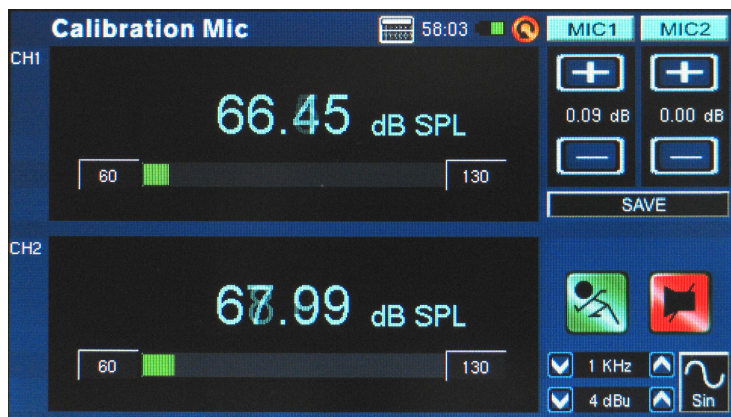 Calibration Mic 58:03 MIC1 MIC2
CH1
66.45 dB SPL
0.09 dB 0.00 dB
60 130
SAVE
CH2
67.99 dB SPL
60 130
1 KHz
4 dBu
Sin